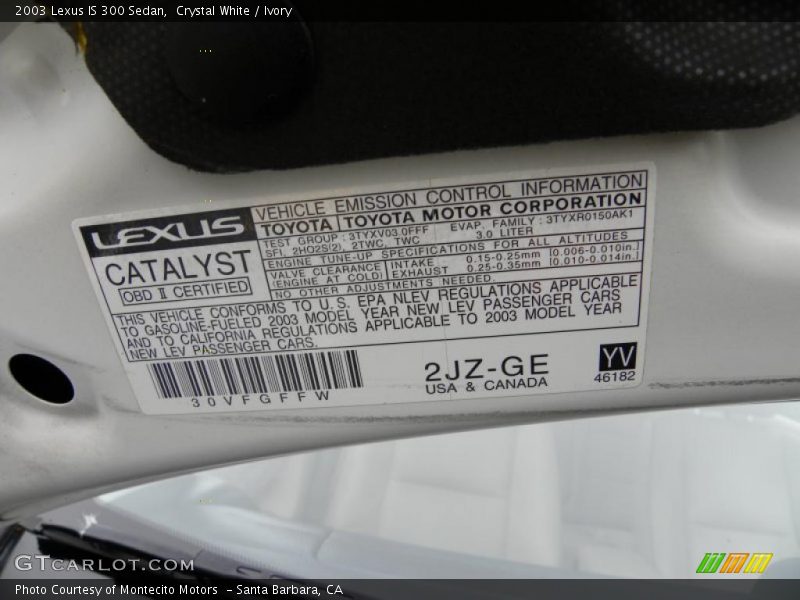 2003 Lexus IS 300 Sedan,  Crystal White / Ivory
LEXUS
CATALYST
OBD II CERTIFIED
VEHICLE EMISSION CONTROL INFORMATION
TOYOTA TOYOTA MOTOR CORPORATION
TEST GROUP : 3TYXV03.0FFF EVAP. FAMILY : 3TYXR0150AK1
SFI, 2HO2S(2), 2TWC, TWC 3.0 LITER
ENGINE TUNE-UP SPECIFICATIONS FOR ALL ALTITUDES
VALVE CLEARANCE INTAKE 0.15-0.25mm [0.006-0.010in.]
(ENGINE AT COLD) EXHAUST 0.25-0.35mm [0.010-0.014in.]
NO OTHER ADJUSTMENTS NEEDED.
THIS VEHICLE CONFORMS TO U.S. EPA NLEV REGULATIONS APPLICABLE
TO GASOLINE-FUELED 2003 MODEL YEAR NEW LEV PASSENGER CARS
AND TO CALIFORNIA REGULATIONS APPLICABLE TO 2003 MODEL YEAR
NEW LEV PASSENGER CARS.
30VFGFFW
2JZ-GE
USA & CANADA
YV
46182
GTCARLOT.COM
Photo Courtesy of Montecito Motors  - Santa Barbara, CA